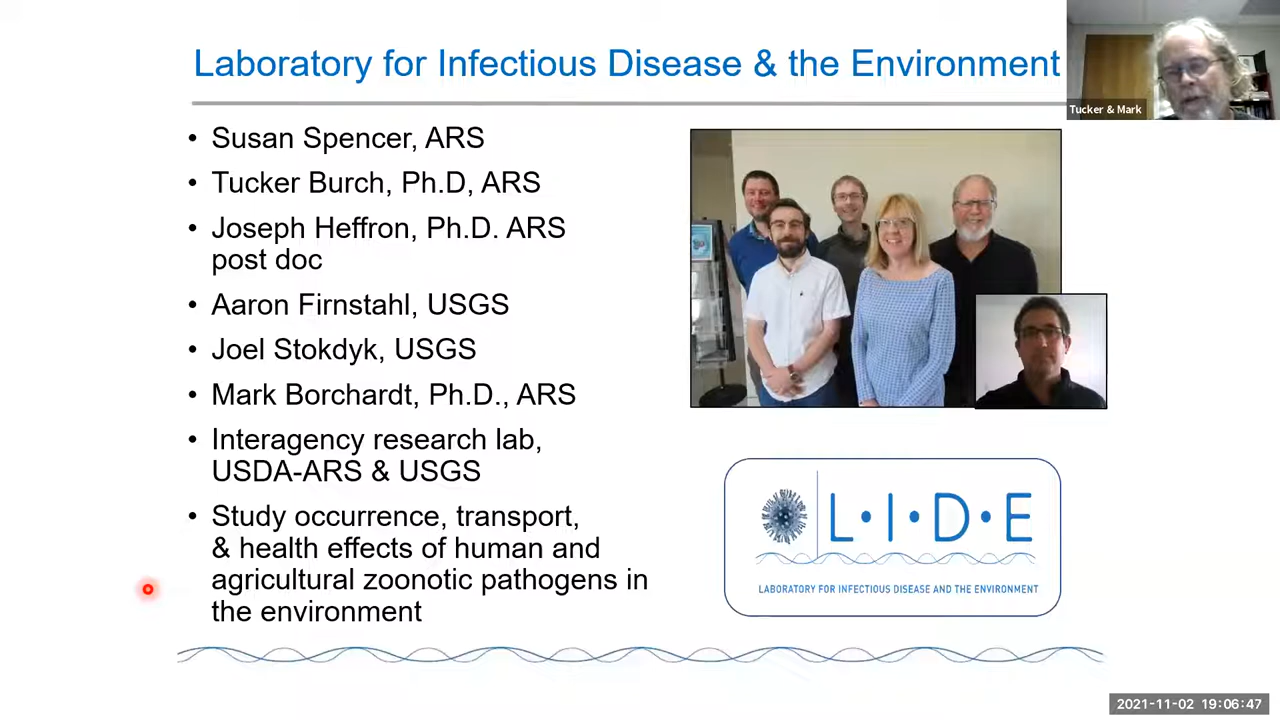 Laboratory for Infectious Disease & the Environment
Tucker & Mark
• Susan Spencer, ARS
• Tucker Burch, Ph.D, ARS
• Joseph Heffron, Ph.D. ARS
post doc
• Aaron Firnstahl, USGS
• Joel Stokdyk, USGS
• Mark Borchardt, Ph.D., ARS
• Interagency research lab,
USDA-ARS & USGS
• Study occurrence, transport,
& health effects of human and
agricultural zoonotic pathogens in
the environment
L•I•D•E
LABORATORY FOR INFECTIOUS DISEASE AND THE ENVIRONMENT
2021-11-02 19:06:47